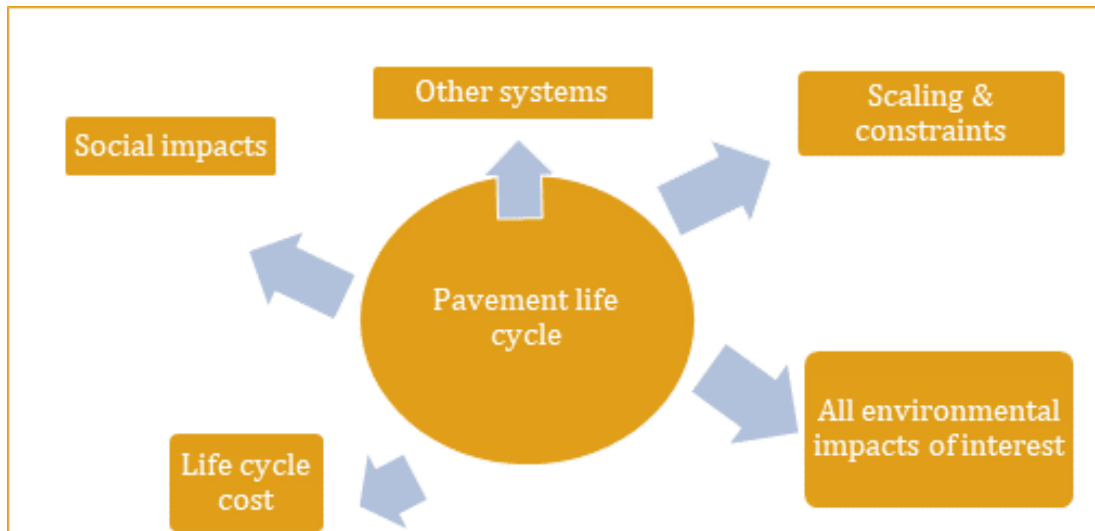 Other systems
Scaling &
constraints
Social impacts
Pavement life
cycle
All environmental
impacts of interest
Life cycle
cost